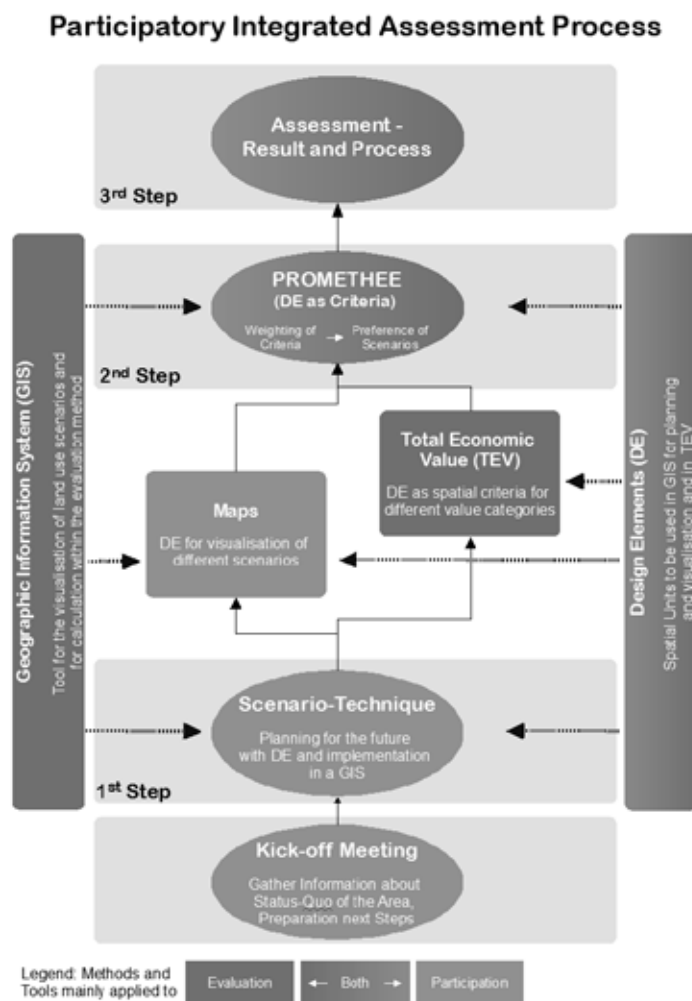 Participatory Integrated Assessment Process
Assessment -
Result and Process
3rd Step
PROMETHEE
(DE as Criteria)
Weighting of
Criteria
Preference of
Scenarios
2nd Step
Total Economic
Value (TEV)
DE as spatial criteria for
different value categories
Maps
DE for visualisation of
different scenarios
Geographic Information System (GIS)
Tool for the visualisation of land use scenarios and
for calculation within the evaluation method
Design Elements (DE)
Spatial Units to be used in GIS for planning
and visualisation and in TEV
Scenario-Technique
Planning for the future
with DE and implementation
in a GIS
1st Step
Kick-off Meeting
Gather Information about
Status-Quo of the Area,
Preparation next Steps
Legend: Methods and
Tools mainly applied to
Evaluation
Both
Participation